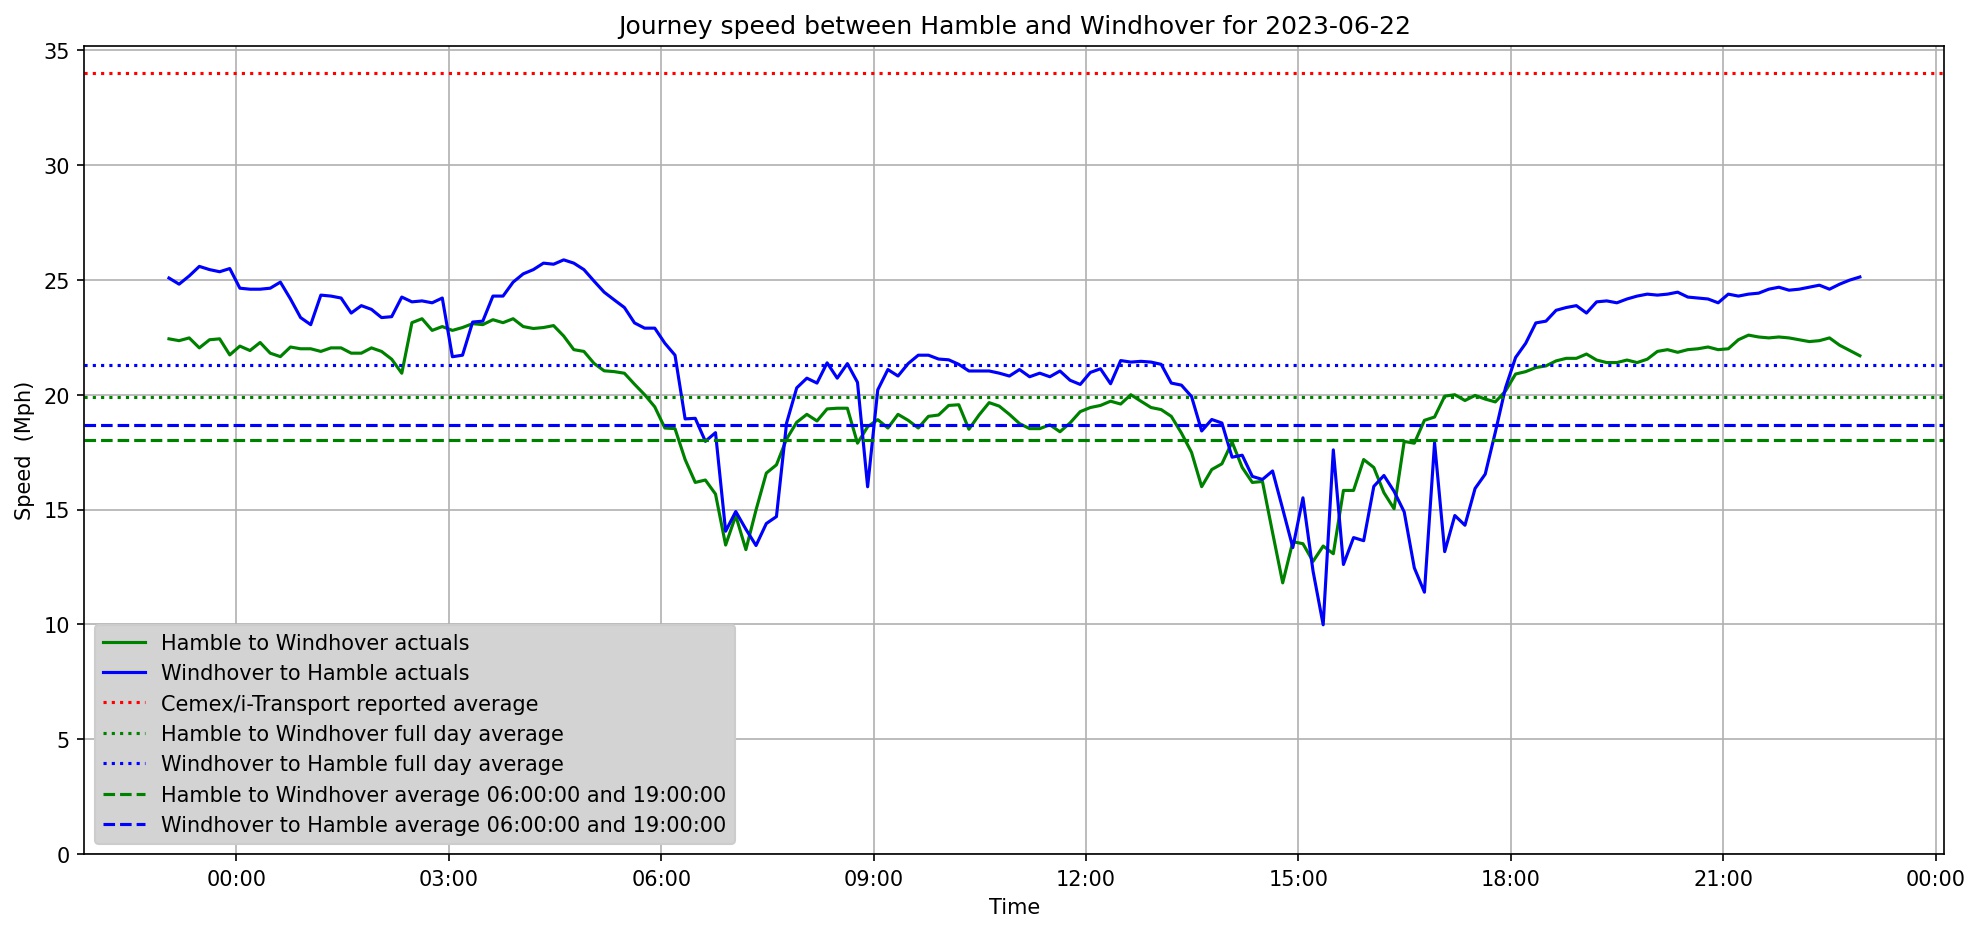 Journey speed between Hamble and Windhover for 2023-06-22
35
30
25
20
15
10
5
0
Speed (Mph)
Hamble to Windhover actuals
Windhover to Hamble actuals
Cemex/i-Transport reported average
Hamble to Windhover full day average
Windhover to Hamble full day average
Hamble to Windhover average 06:00:00 and 19:00:00
Windhover to Hamble average 06:00:00 and 19:00:00
00:00 03:00 06:00 09:00 12:00 15:00 18:00 21:00 00:00
Time